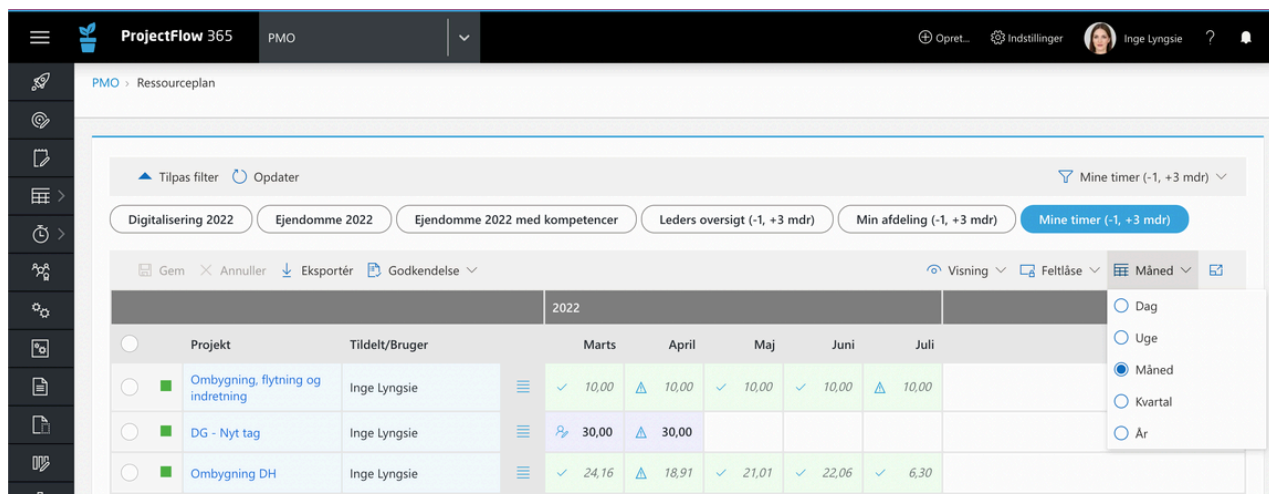 ProjectFlow 365
PMO
Opret...
Indstillinger
Inge Lyngsie
?
PMO › Ressourceplan
Tilpas filter
Opdater
Mine timer (-1, +3 mdr)
Digitalisering 2022
Ejendomme 2022
Ejendomme 2022 med kompetencer
Leders oversigt (-1, +3 mdr)
Min afdeling (-1, +3 mdr)
Mine timer (-1, +3 mdr)
Gem
Annuller
Eksportér
Godkendelse
Visning
Feltlåse
Måned
Dag
Uge
Måned
Kvartal
År
2022
Projekt Tildelt/Bruger Marts April Maj Juni Juli
Ombygning, flytning og
indretning
Inge Lyngsie 10,00 10,00 10,00 10,00 10,00
DG - Nyt tag Inge Lyngsie 30,00 30,00
Ombygning DH Inge Lyngsie 24,16 18,91 21,01 22,06 6,30